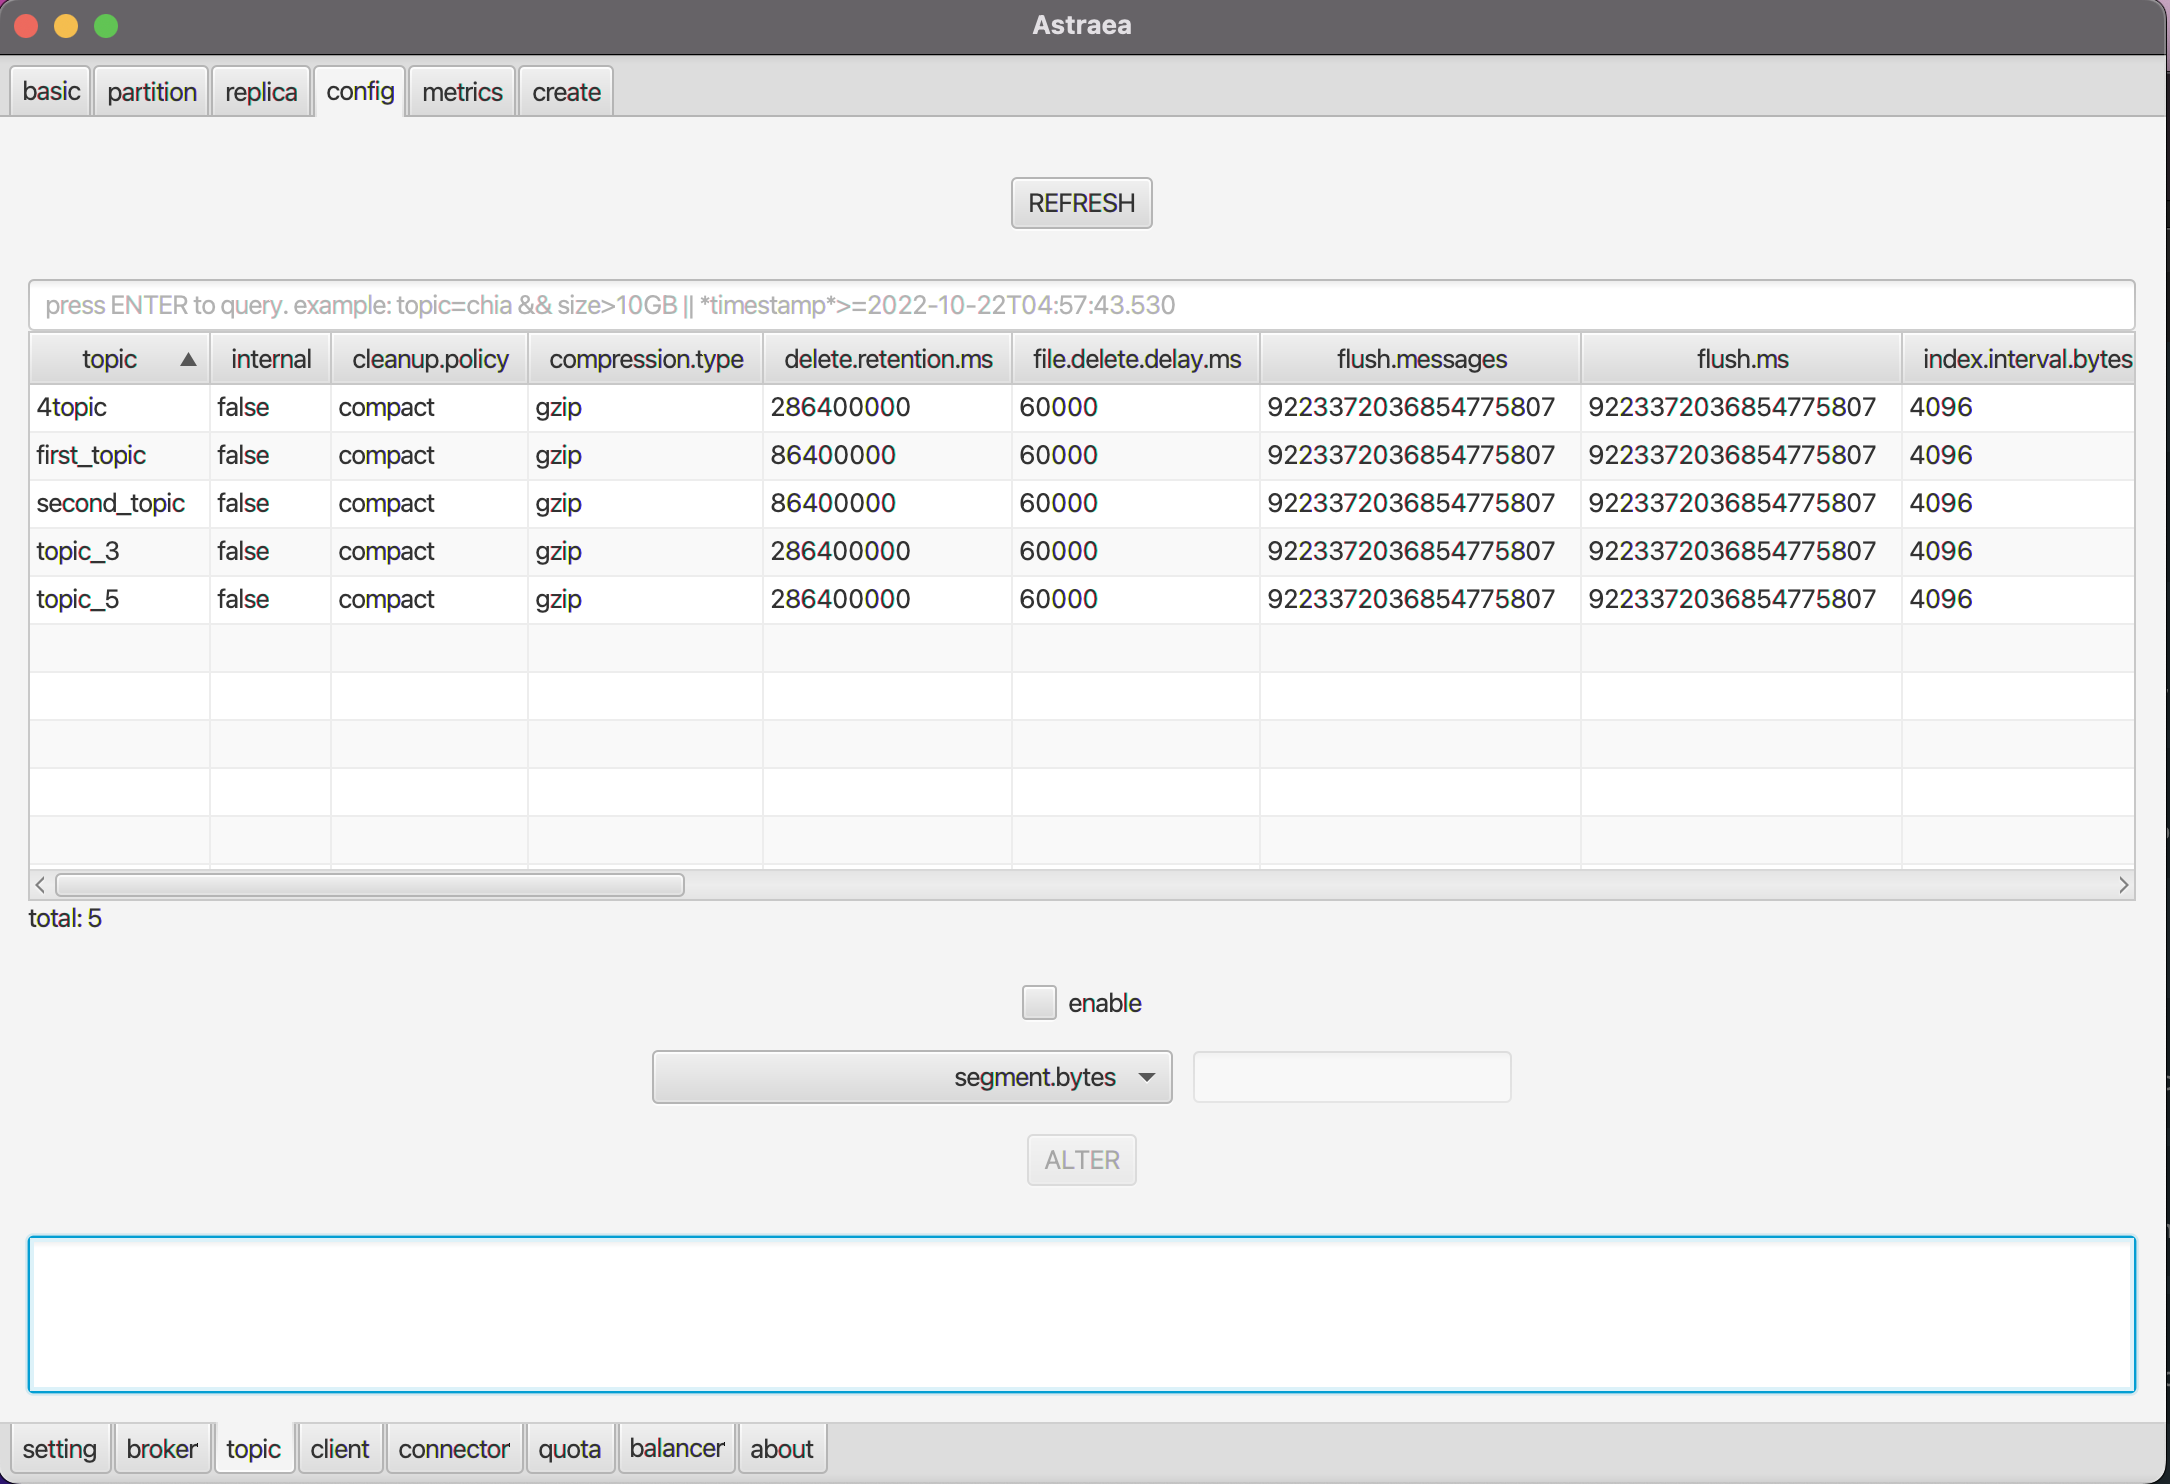 Astraea
basic partition replica config metrics create
REFRESH
press ENTER to query. example: topic=chia && size>10GB || *timestamp*>=2022-10-22T04:57:43.530
topic internal cleanup.policy compression.type delete.retention.ms file.delete.delay.ms flush.messages flush.ms index.interval.bytes
4topic false compact gzip 286400000 60000 9223372036854775807 9223372036854775807 4096
first_topic false compact gzip 86400000 60000 9223372036854775807 9223372036854775807 4096
second_topic false compact gzip 86400000 60000 9223372036854775807 9223372036854775807 4096
topic_3 false compact gzip 286400000 60000 9223372036854775807 9223372036854775807 4096
topic_5 false compact gzip 286400000 60000 9223372036854775807 9223372036854775807 4096
total: 5
enable
segment.bytes
ALTER
setting broker topic client connector quota balancer about